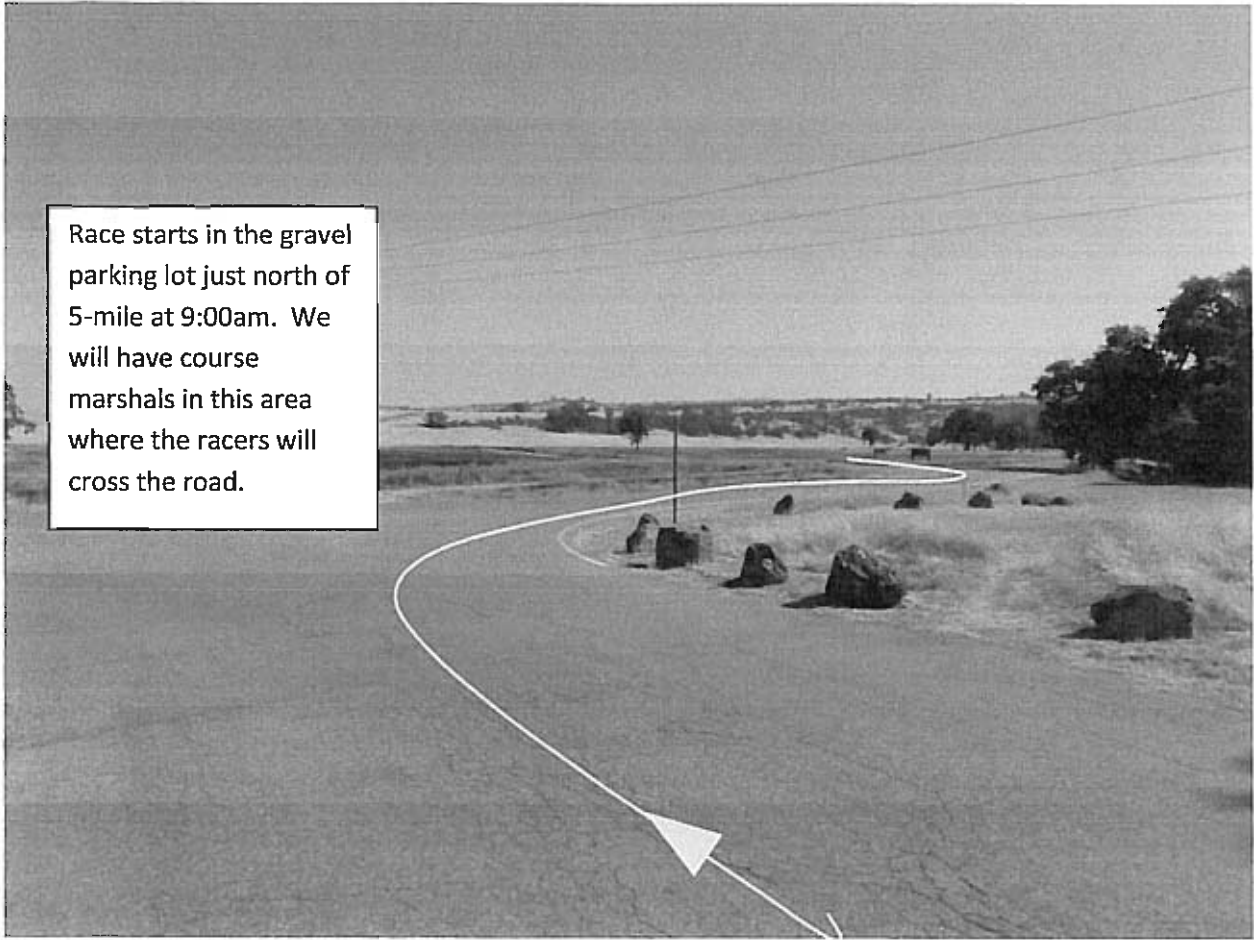 Race starts in the gravel
parking lot just north of
5-mile at 9:00am.  We
will have course
marshals in this area
where the racers will
cross the road.